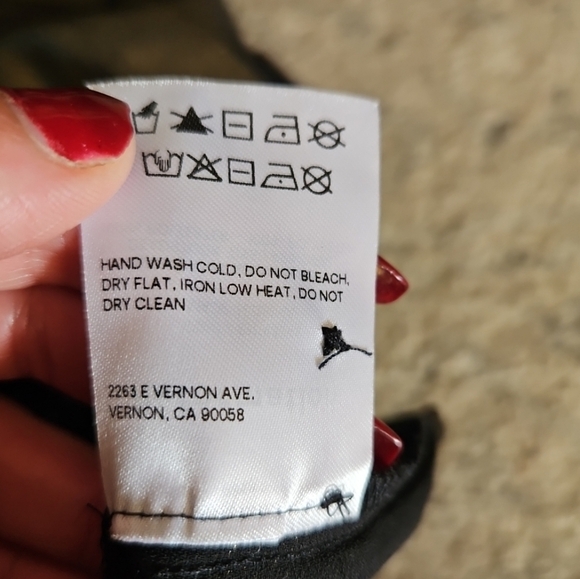 HAND WASH COLD, DO NOT BLEACH,
DRY FLAT, IRON LOW HEAT, DO NOT
DRY CLEAN
2263 E VERNON AVE.
VERNON, CA 90058